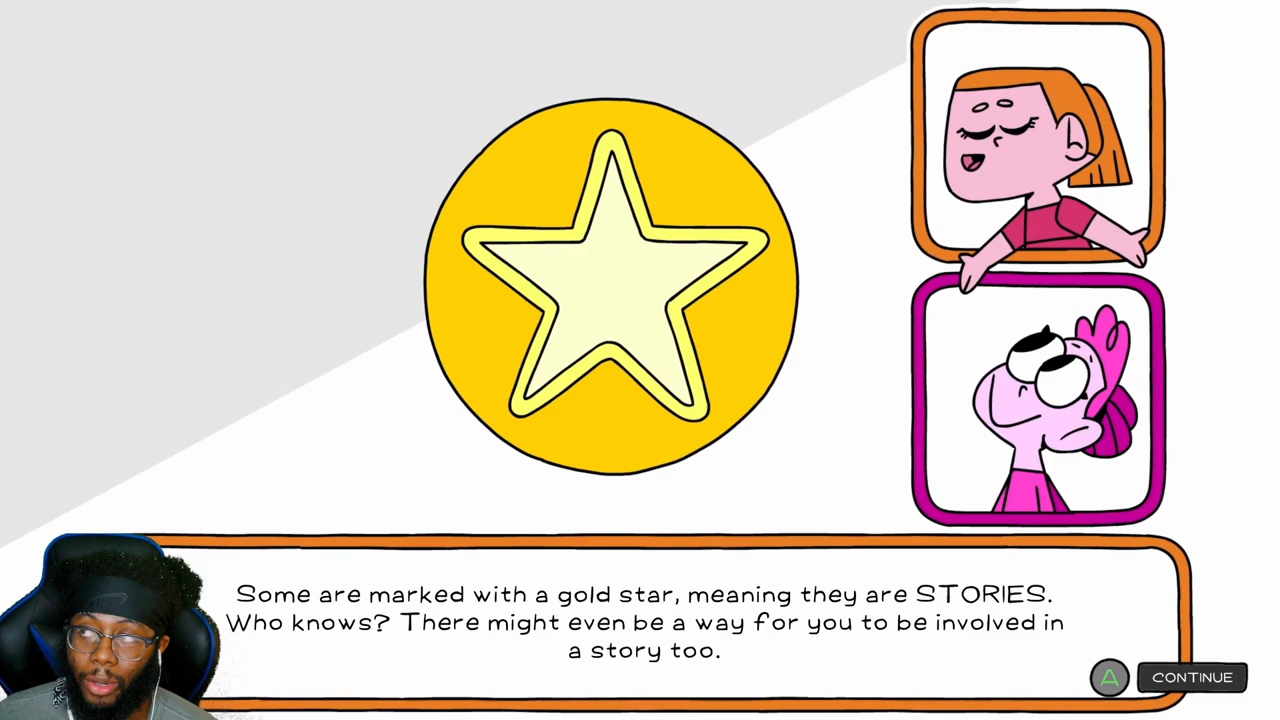 Some are marked with a gold star, meaning they are STORIES.
Who knows? There might even be a way for you to be involved in
a story too.
A CONTINUE